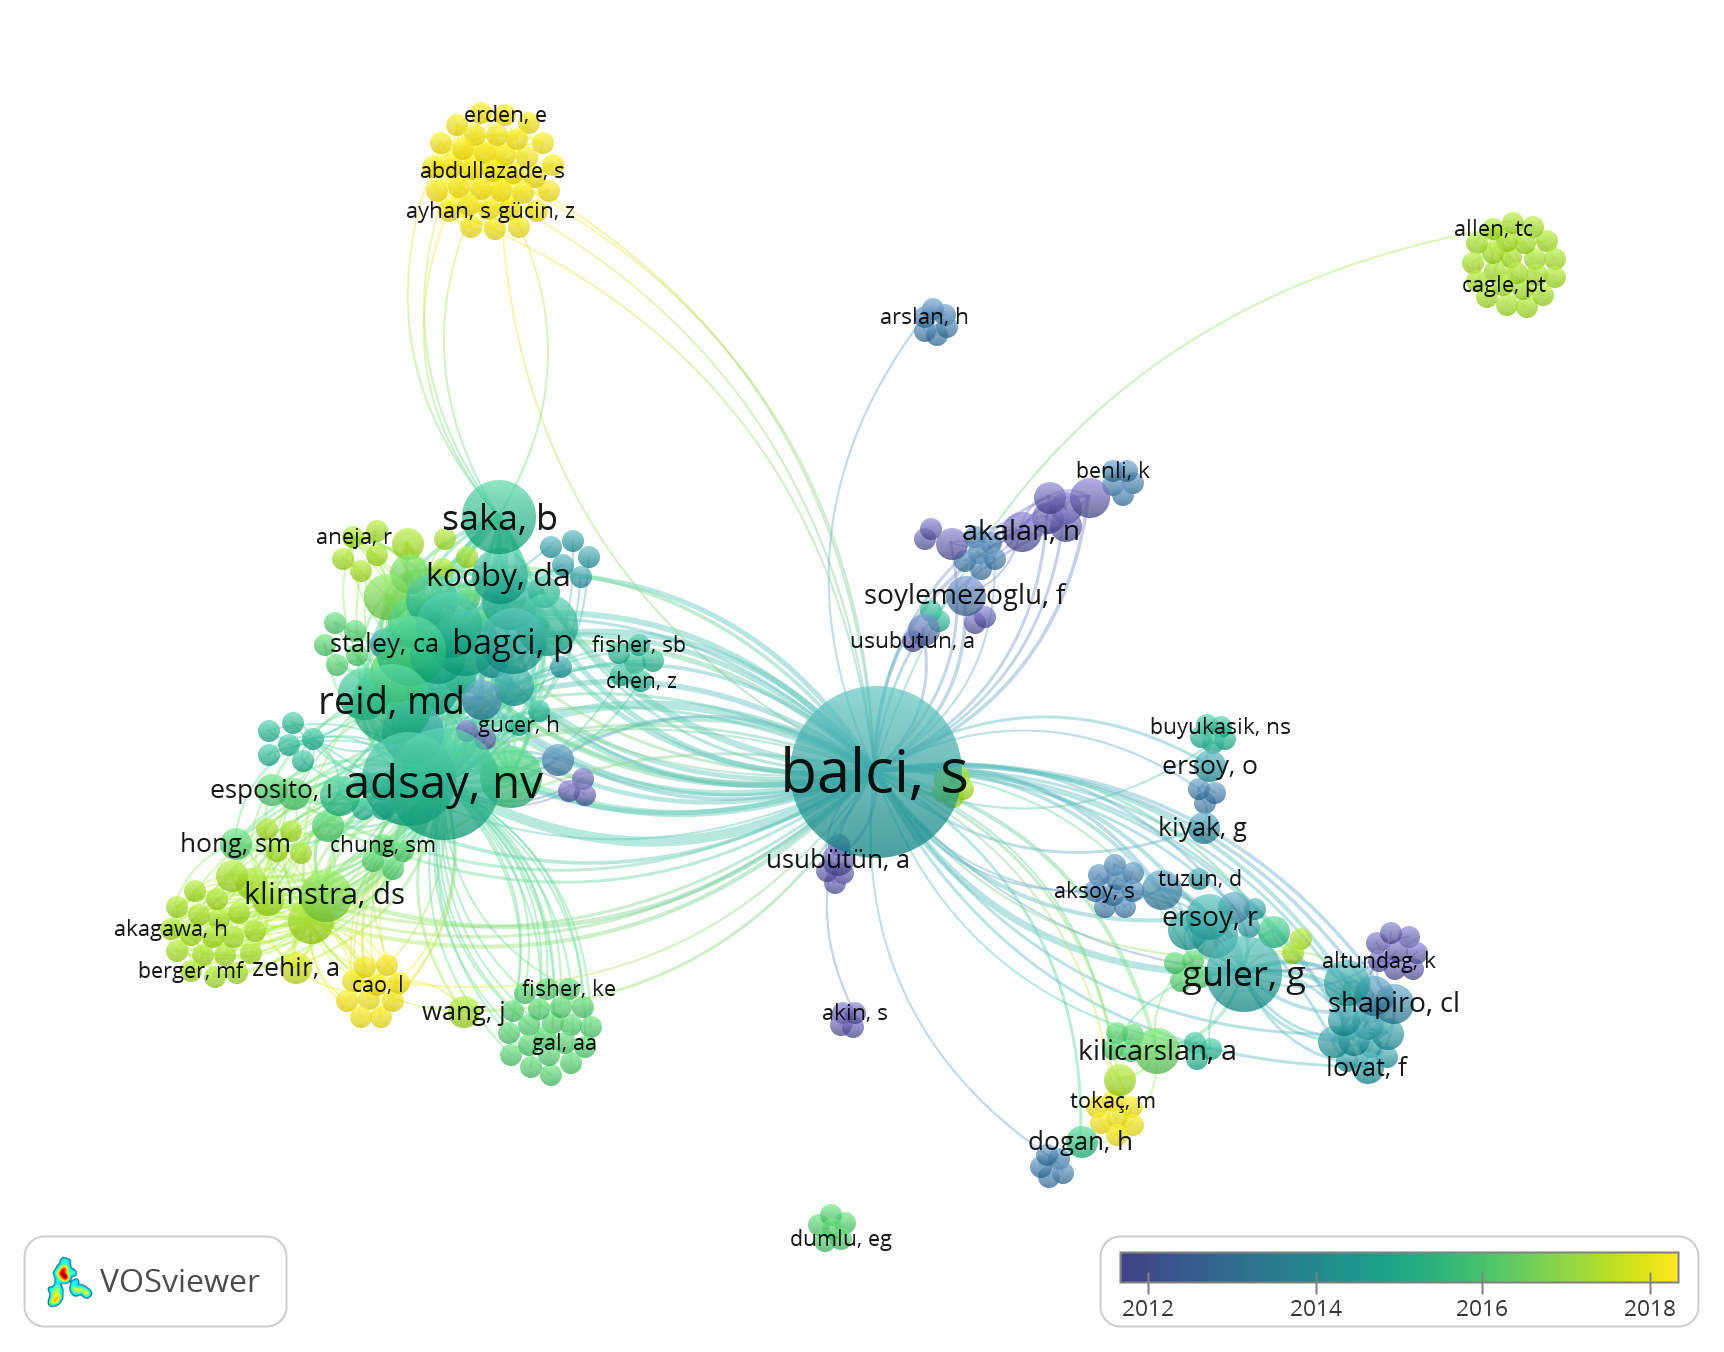 erden, e
abdullazade, s
ayhan, s gücin, z
allen, tc
cagle, pt
arslan, h
benli, k
saka, b
aneja, r
akalan, n
kooby, da
soylemezoglu, f
staley, ca
bagci, p
fisher, sb
usubutun, a
chen, z
reid, md
gucer, h
buyukasik, ns
ersoy, o
balci, s
adsay, nv
esposito, ı
kiyak, g
hong, sm
chung, sm
usubütün, a
tuzun, d
aksoy, s
klimstra, ds
ersoy, r
akagawa, h
altundag, k
berger, mf
zehir, a
guler, g
cao, l
fisher, ke
shapiro, cl
wang, j
akin, s
gal, aa
kilicarslan, a
lovat, f
tokaç, m
dogan, h
dumlu, eg
VOSviewer
2012
2014
2016
2018